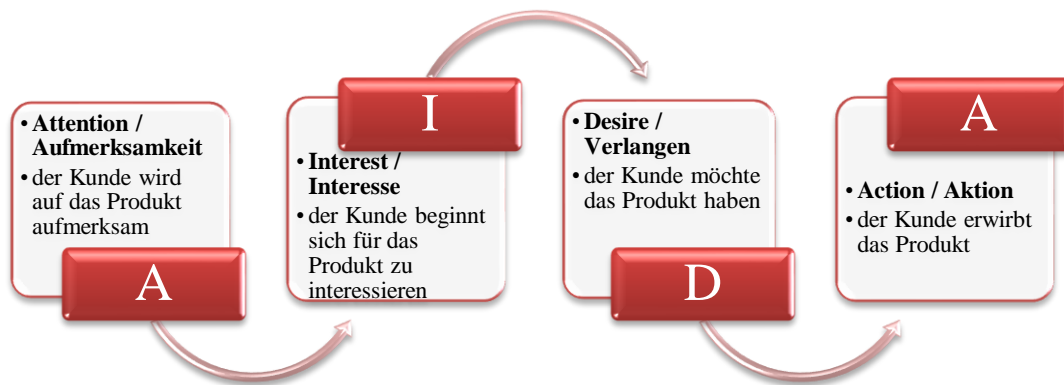 • Attention /
Aufmerksamkeit
• der Kunde wird
auf das Produkt
aufmerksam
A
I
• Interest /
Interesse
• der Kunde beginnt
sich für das
Produkt zu
interessieren
• Desire /
Verlangen
• der Kunde möchte
das Produkt haben
D
A
• Action / Aktion
• der Kunde erwirbt
das Produkt